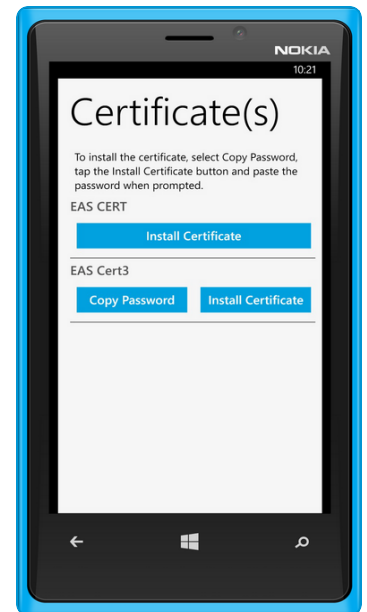 NOKIA
10:21
Certificate(s)
To install the certificate, select Copy Password,
tap the Install Certificate button and paste the
password when prompted.
EAS CERT
Install Certificate
EAS Cert3
Copy Password Install Certificate